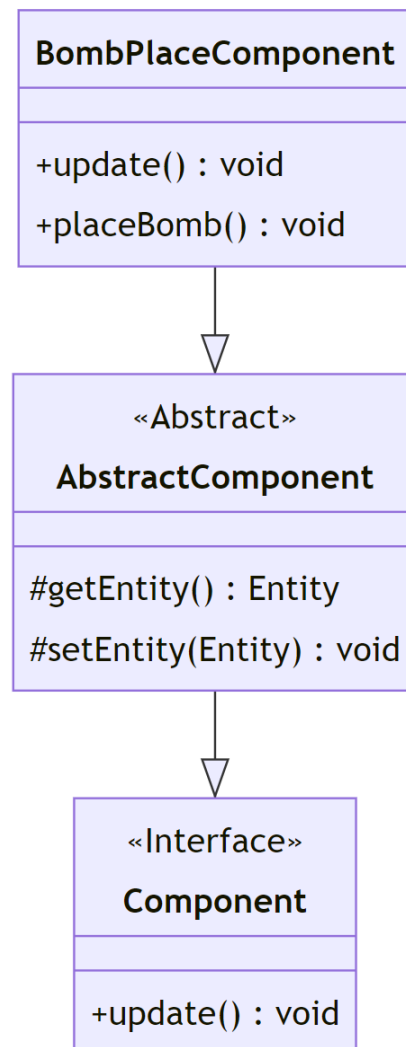 BombPlaceComponent
+update() : void
+placeBomb() : void
«Abstract»
AbstractComponent
#getEntity() : Entity
#setEntity(Entity) : void
«Interface»
Component
+update() : void